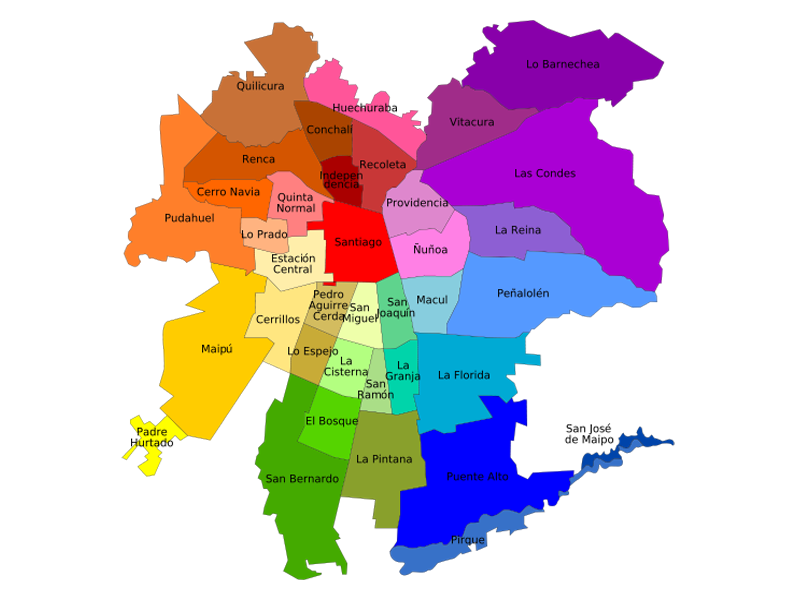 Lo Barnechea
Quilicura
Huechuraba
Vitacura
Conchalí
Renca
Recoleta
Las Condes
Indepen
dencia
Cerro Navia
Quinta
Normal
Providencia
Pudahuel
Lo Prado
La Reina
Santiago
Ñuñoa
Estación
Central
Peñalolén
Pedro
Aguirre
Cerda
San
Miguel
San
Joaquín
Macul
Cerrillos
Maipú
Lo Espejo
La
Cisterna
La
Granja
La Florida
San
Ramón
El Bosque
Padre
Hurtado
San José
de Maipo
La Pintana
San Bernardo
Puente Alto
Pirque